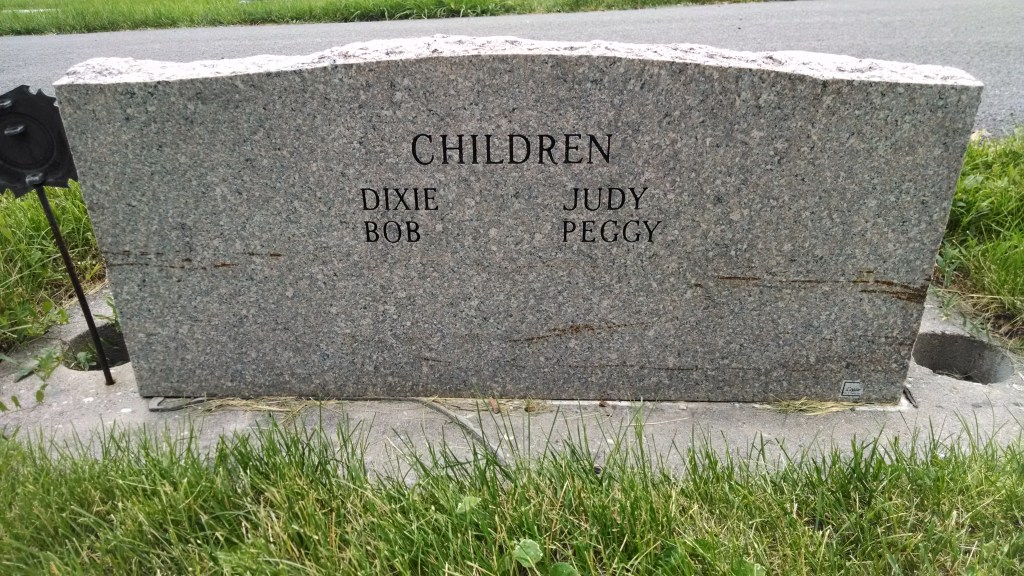 CHILDREN
DIXIE JUDY
BOB PEGGY